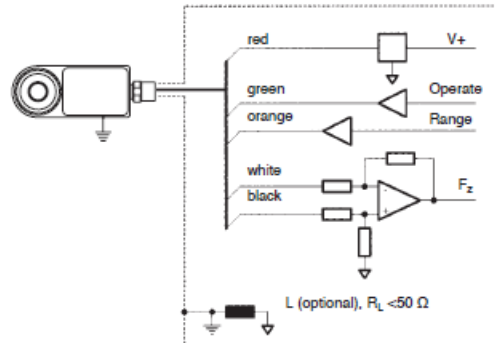 red V+
green Operate
orange Range
white
black
- Fz
+
L (optional), RL <50 Ω